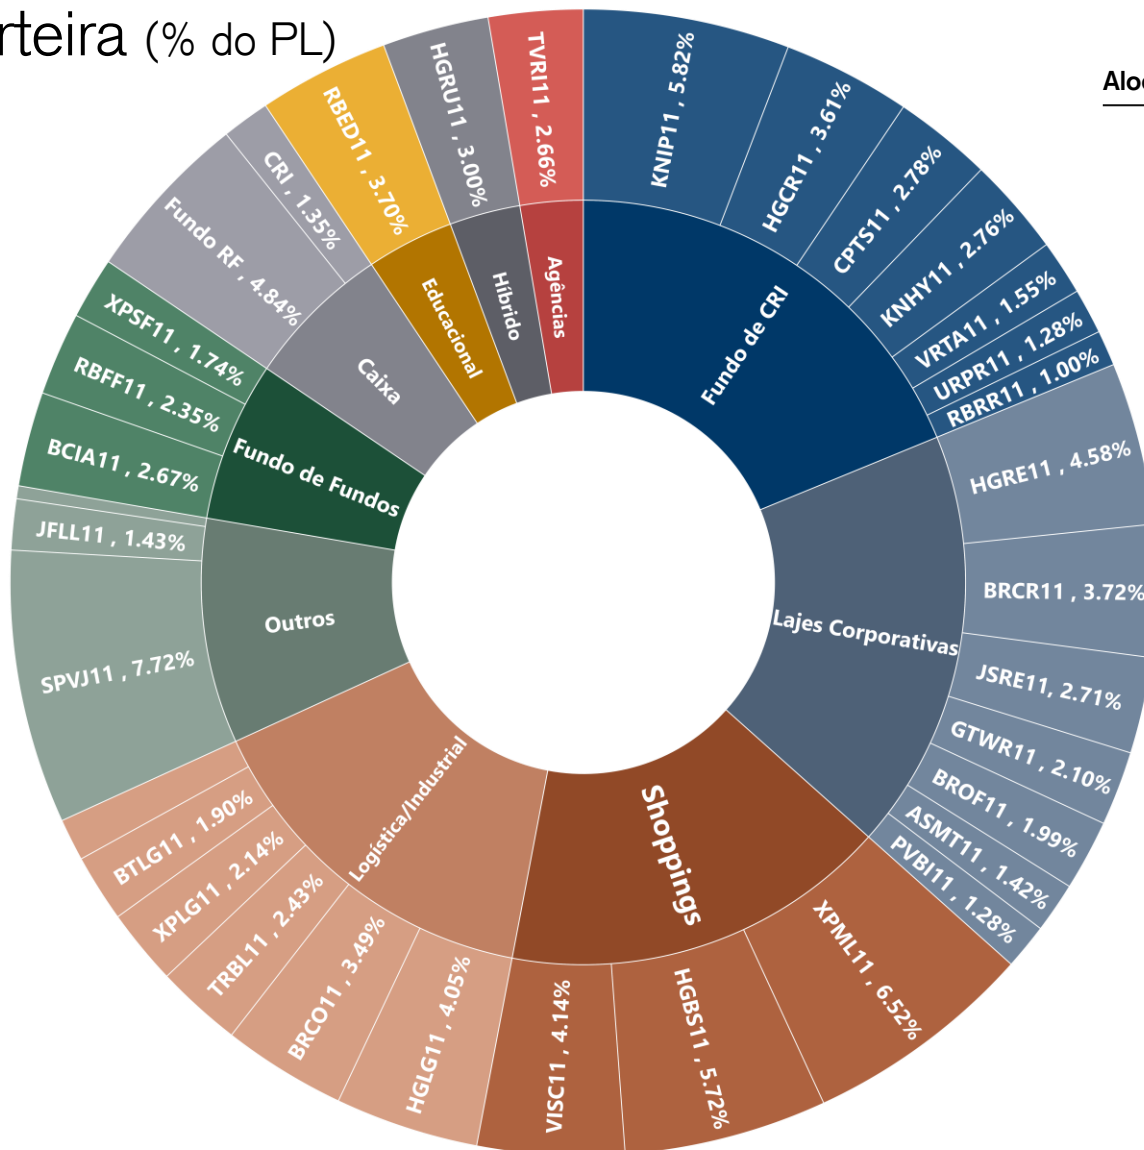 rteira (% do PL)
Aloc
KNIP11 , 5.82%
HGCR11 , 3.61%
CPTS11 , 2.78%
KNHY11 , 2.76%
VRTA11 , 1.55%
URPR11 , 1.28%
RBRR11 , 1.00%
Fundo de CRI
HGRE11 , 4.58%
BRCR11 , 3.72%
JSRE11, 2.71%
GTWR11 , 2.10%
BROF11 , 1.99%
ASMT11 , 1.42%
PVBI11 , 1.28%
Lajes Corporativas
XPML11 , 6.52%
HGBS11 , 5.72%
VISC11 , 4.14%
Shoppings
HGLG11 , 4.05%
BRCO11 , 3.49%
TRBL11 , 2.43%
XPLG11 , 2.14%
BTLG11 , 1.90%
Logística/Industrial
SPVJ11 , 7.72%
JFLL11 , 1.43%
Outros
BCIA11 , 2.67%
RBFF11 , 2.35%
XPSF11 , 1.74%
Fundo de Fundos
Fundo RF , 4.84%
CRI , 1.35%
Caixa
RBED11 , 3.70%
Educacional
HGRU11 , 3.00%
Híbrido
TVRI11 , 2.66%
Agências